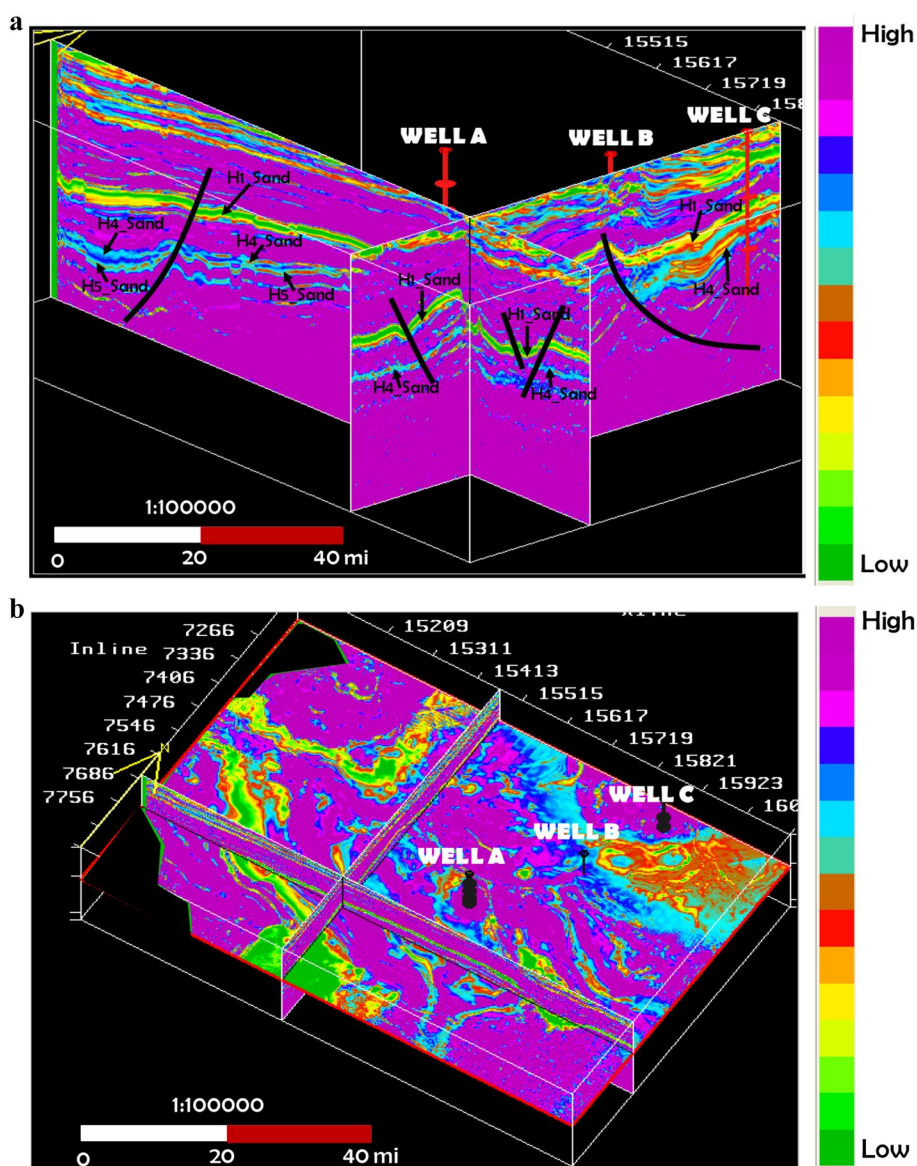 a
High
15515
15617
15719
WELL A
WELL B
WELL C
H1_Sand
H4_Sand
H4_Sand
H5_Sand
H5_Sand
H1_Sand
H4_Sand
H1_Sand
H4_Sand
H1_Sand
H4_Sand
1:100000
0 20 40 mi
Low
b
High
Inline
7266
7336
7406
7476
7546
7616
7686
7756
15209
15311
15413
15515
15617
15719
15821
15923
N
WELL C
WELL B
WELL A
1:100000
0 20 40 mi
Low